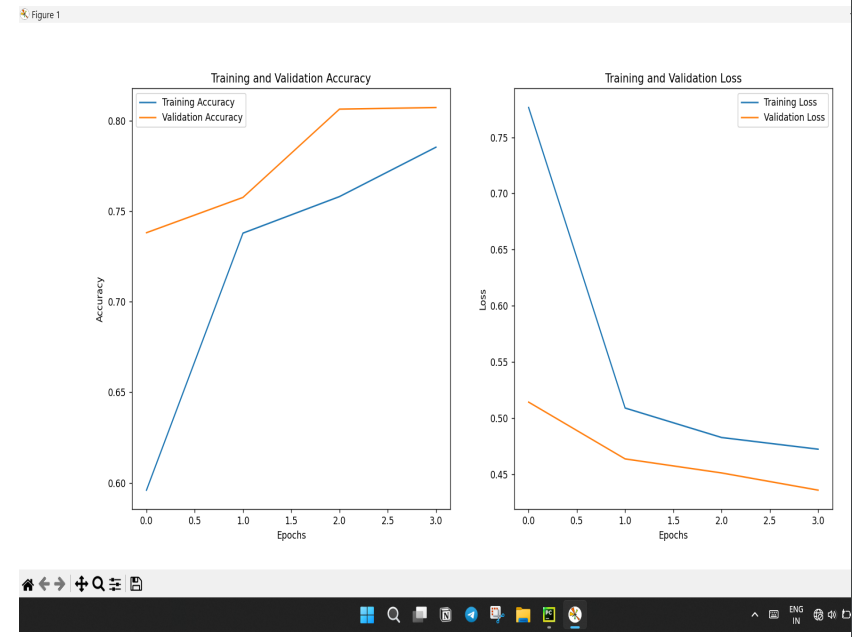 Figure 1
Training and Validation Accuracy
Training Accuracy
Validation Accuracy
0.80
0.75
0.70
0.65
0.60
Accuracy
0.0 0.5 1.0 1.5 2.0 2.5 3.0
Epochs
Training and Validation Loss
Training Loss
Validation Loss
0.75
0.70
0.65
0.60
0.55
0.50
0.45
Loss
0.0 0.5 1.0 1.5 2.0 2.5 3.0
Epochs
ENG
IN